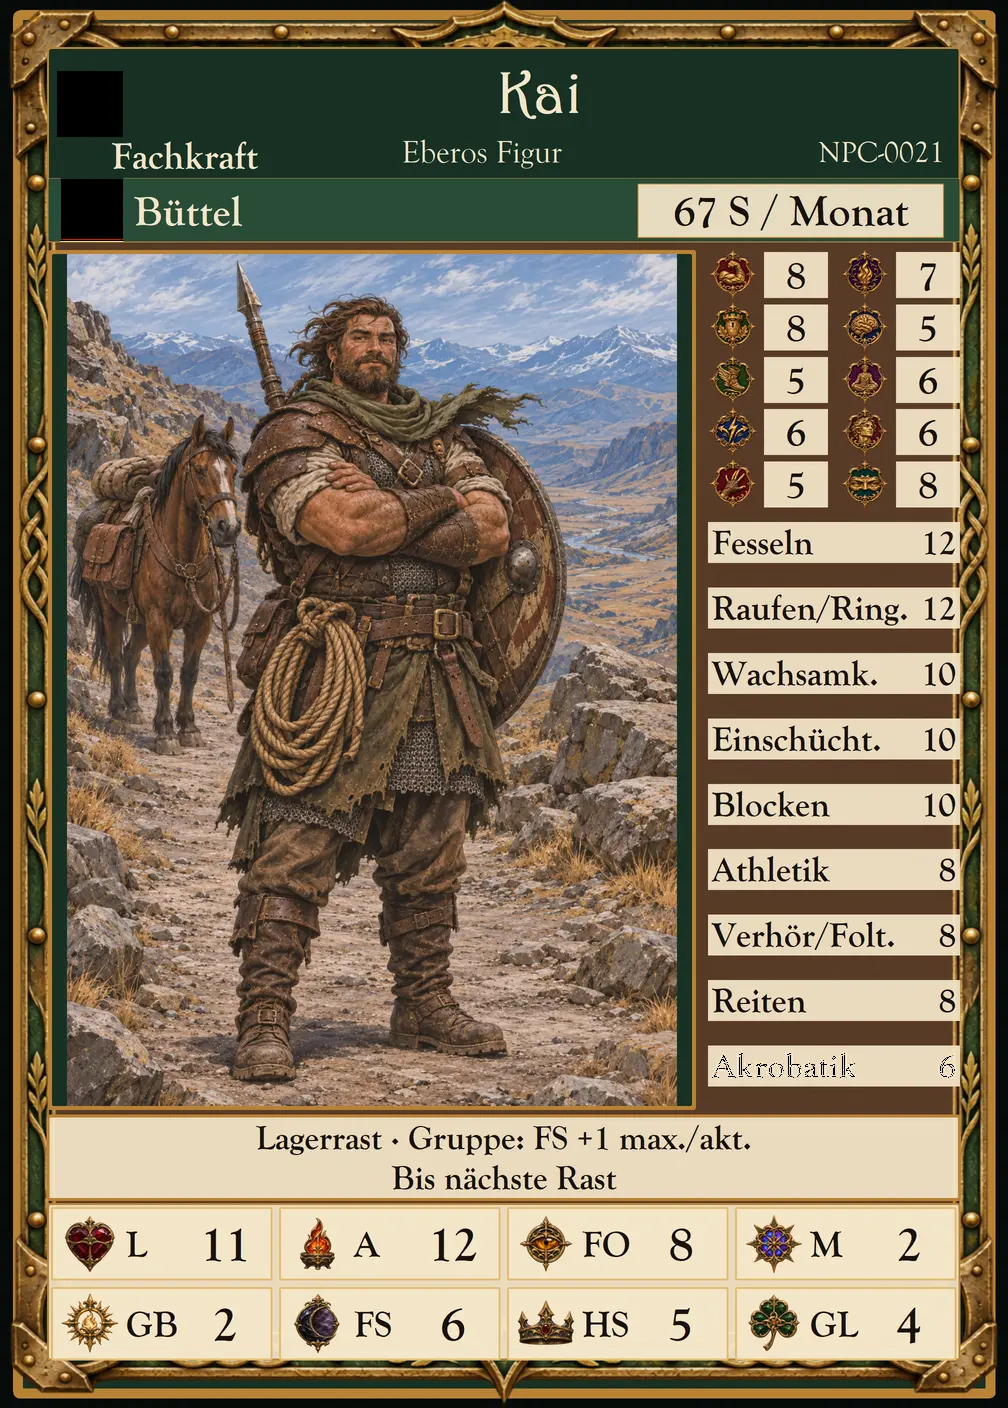 Kai
Fachkraft Eberos Figur NPC-0021
Büttel 67 S / Monat
8 7
8 5
5 6
6 6
5 8
Fesseln 12
Raufen/Ring. 12
Wachsamk. 10
Einschücht. 10
Blocken 10
Athletik 8
Verhör/Folt. 8
Reiten 8
Akrobatik 6
Lagerrast · Gruppe: FS +1 max./akt.
Bis nächste Rast
L 11 A 12 FO 8 M 2
GB 2 FS 6 HS 5 GL 4